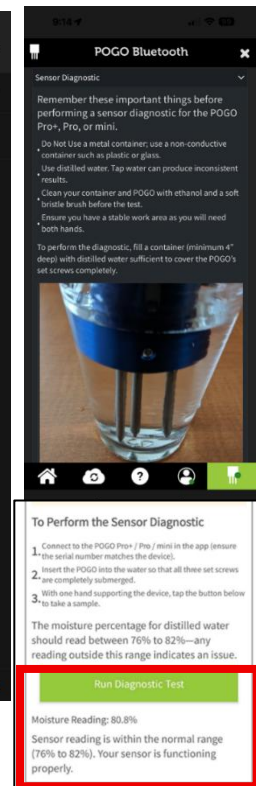 9:14
POGO Bluetooth
Sensor Diagnostic
Remember these important things before
performing a sensor diagnostic for the POGO
Pro+, Pro, or mini.
Do Not Use a metal container; use a non-conductive
container such as plastic or glass.
Use distilled water. Tap water can produce inconsistent
results.
Clean your container and POGO with ethanol and a soft
bristle brush before the test.
Ensure you have a stable work area as you will need
both hands.
To perform the diagnostic, fill a container (minimum 4"
deep) with distilled water sufficient to cover the POGO's
set screws completely.
To Perform the Sensor Diagnostic
1. Connect to the POGO Pro+ / Pro / mini in the app (ensure
the serial number matches the device).
2. Insert the POGO into the water so that all three set screws
are completely submerged.
3. With one hand supporting the device, tap the button below
to take a sample.
The moisture percentage for distilled water
should read between 76% to 82%—any
reading outside this range indicates an issue.
Run Diagnostic Test
Moisture Reading: 80.8%
Sensor reading is within the normal range
(76% to 82%). Your sensor is functioning
properly.